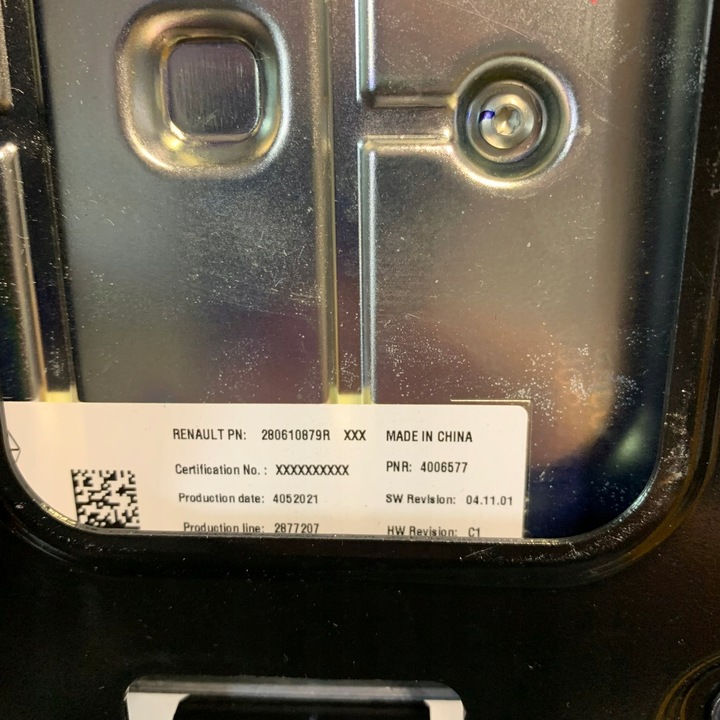 RENAULT PN: 280610879R XXX MADE IN CHINA
Certification No. : XXXXXXXXXX PNR: 4006577
Production date: 4052021 SW Revision: 04.11.01
Production line: 2877207 HW Revision: C1